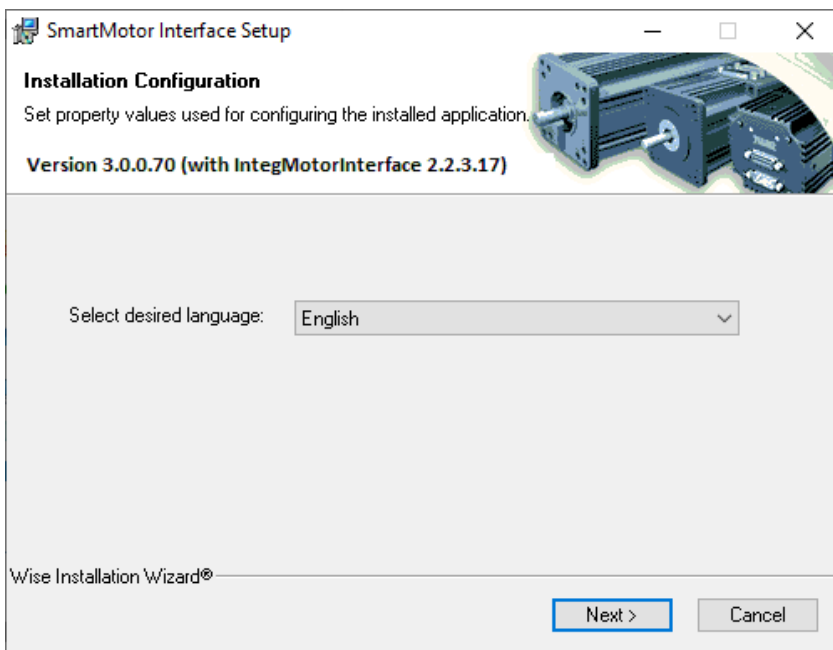 SmartMotor Interface Setup
Installation Configuration
Set property values used for configuring the installed application.
Version 3.0.0.70 (with IntegMotorInterface 2.2.3.17)
Select desired language:
English
Wise Installation Wizard®
Next >
Cancel